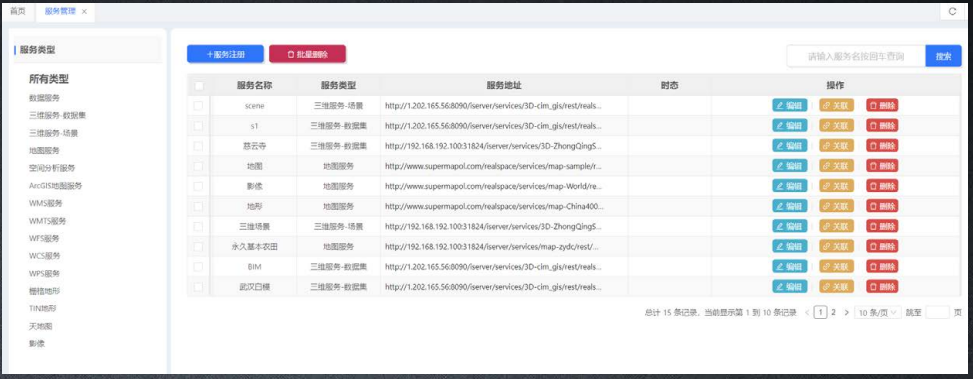 首页 服务管理 ×
服务类型
所有类型
数据服务
三维服务-数据集
三维服务-场景
地图服务
空间分析服务
ArcGIS地图服务
WMS服务
WMTS服务
WFS服务
WCS服务
WPS服务
栅格地形
TIN地形
天地图
影像
+服务注册 批量删除 请输入服务名按回车查询 搜索
服务名称 服务类型 服务地址 时态 操作
scene 三维服务-场景 http://1.202.165.56:8090/iserver/services/3D-cim_gis/rest/reals... 编辑 关联 删除
s1 三维服务-数据集 http://1.202.165.56:8090/iserver/services/3D-cim_gis/rest/reals... 编辑 关联 删除
慈云寺 三维服务-数据集 http://192.168.192.100:31824/iserver/services/3D-ZhongQingS... 编辑 关联 删除
地图 地图服务 http://www.supermapol.com/realspace/services/map-sample/r... 编辑 关联 删除
影像 地图服务 http://www.supermapol.com/realspace/services/map-World/re... 编辑 关联 删除
地形 地图服务 http://www.supermapol.com/realspace/services/map-China400... 编辑 关联 删除
三维场景 三维服务-场景 http://192.168.192.100:31824/iserver/services/3D-ZhongQingS... 编辑 关联 删除
永久基本农田 地图服务 http://192.168.192.100:31824/iserver/services/map-zydc/rest/... 编辑 关联 删除
BIM 三维服务-数据集 http://1.202.165.56:8090/iserver/services/3D-cim_gis/rest/reals... 编辑 关联 删除
武汉白模 三维服务-数据集 http://1.202.165.56:8090/iserver/services/3D-cim_gis/rest/reals... 编辑 关联 删除
总计 15 条记录，当前显示第 1 到 10 条记录 < 1 2 > 10 条/页 跳至 页